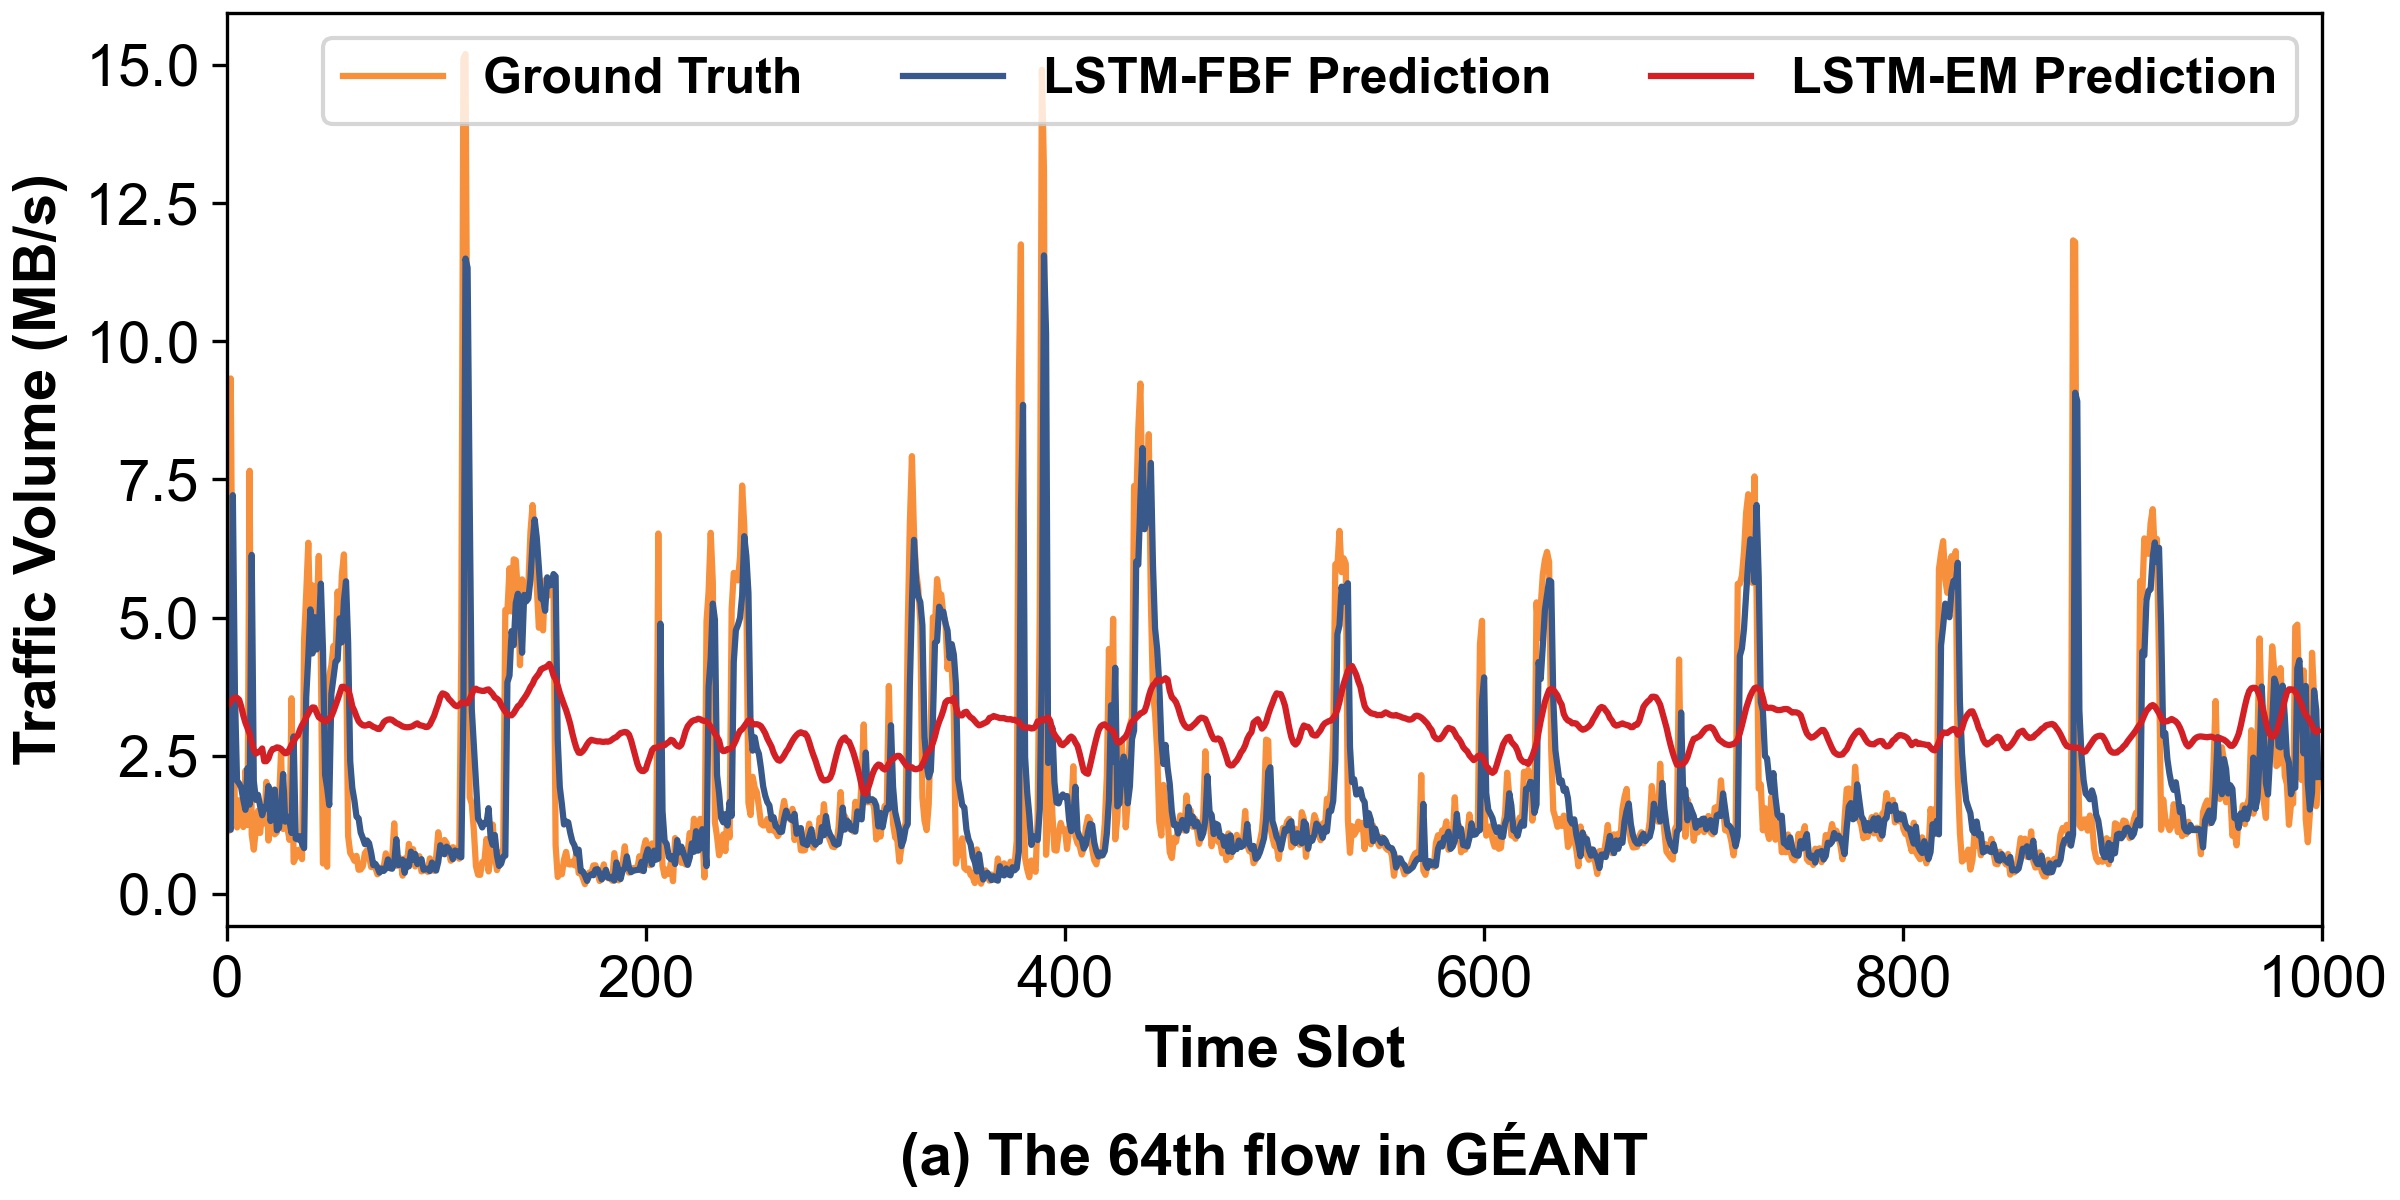 Ground Truth LSTM-FBF Prediction LSTM-EM Prediction
Traffic Volume (MB/s)
15.0
12.5
10.0
7.5
5.0
2.5
0.0
0 200 400 600 800 1000
Time Slot
(a) The 64th flow in GÉANT